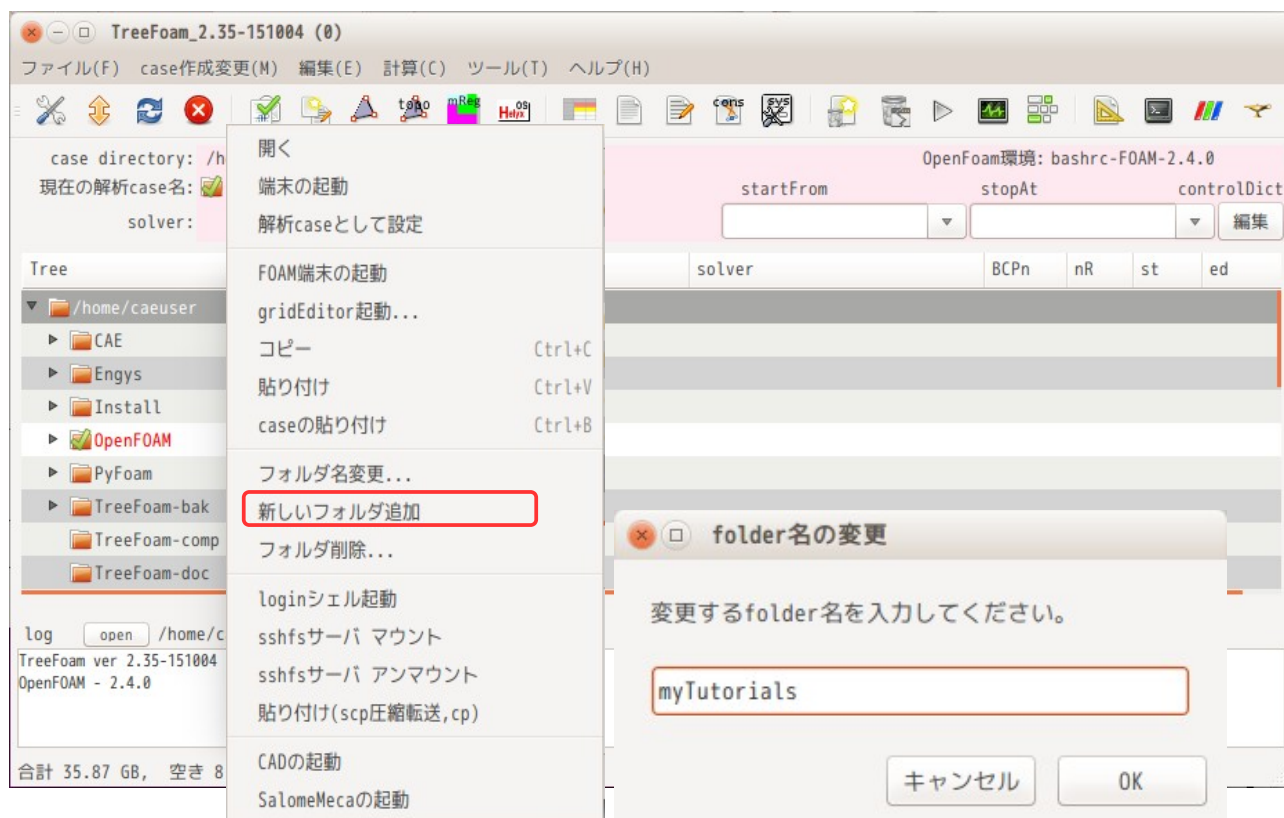 TreeFoam_2.35-151004 (0)
ファイル(F) case作成変更(M) 編集(E) 計算(C) ツール(T) ヘルプ(H)
topo mReg HelyxOS cons sys
case directory: /h
OpenFoam環境: bashrc-FOAM-2.4.0
現在の解析case名:
startFrom stopAt controlDict
solver:
編集
Tree solver BCPn nR st ed
/home/caeuser
CAE
Engys
Install
OpenFOAM
PyFoam
TreeFoam-bak
TreeFoam-comp
TreeFoam-doc
log open /home/c
TreeFoam ver 2.35-151004
OpenFOAM - 2.4.0
合計 35.87 GB, 空き 8
開く
端末の起動
解析caseとして設定
FOAM端末の起動
gridEditor起動...
コピー Ctrl+C
貼り付け Ctrl+V
caseの貼り付け Ctrl+B
フォルダ名変更...
新しいフォルダ追加
フォルダ削除...
loginシェル起動
sshfsサーバ マウント
sshfsサーバ アンマウント
貼り付け(scp圧縮転送,cp)
CADの起動
SalomeMecaの起動
folder名の変更
変更するfolder名を入力してください。
myTutorials
キャンセル OK